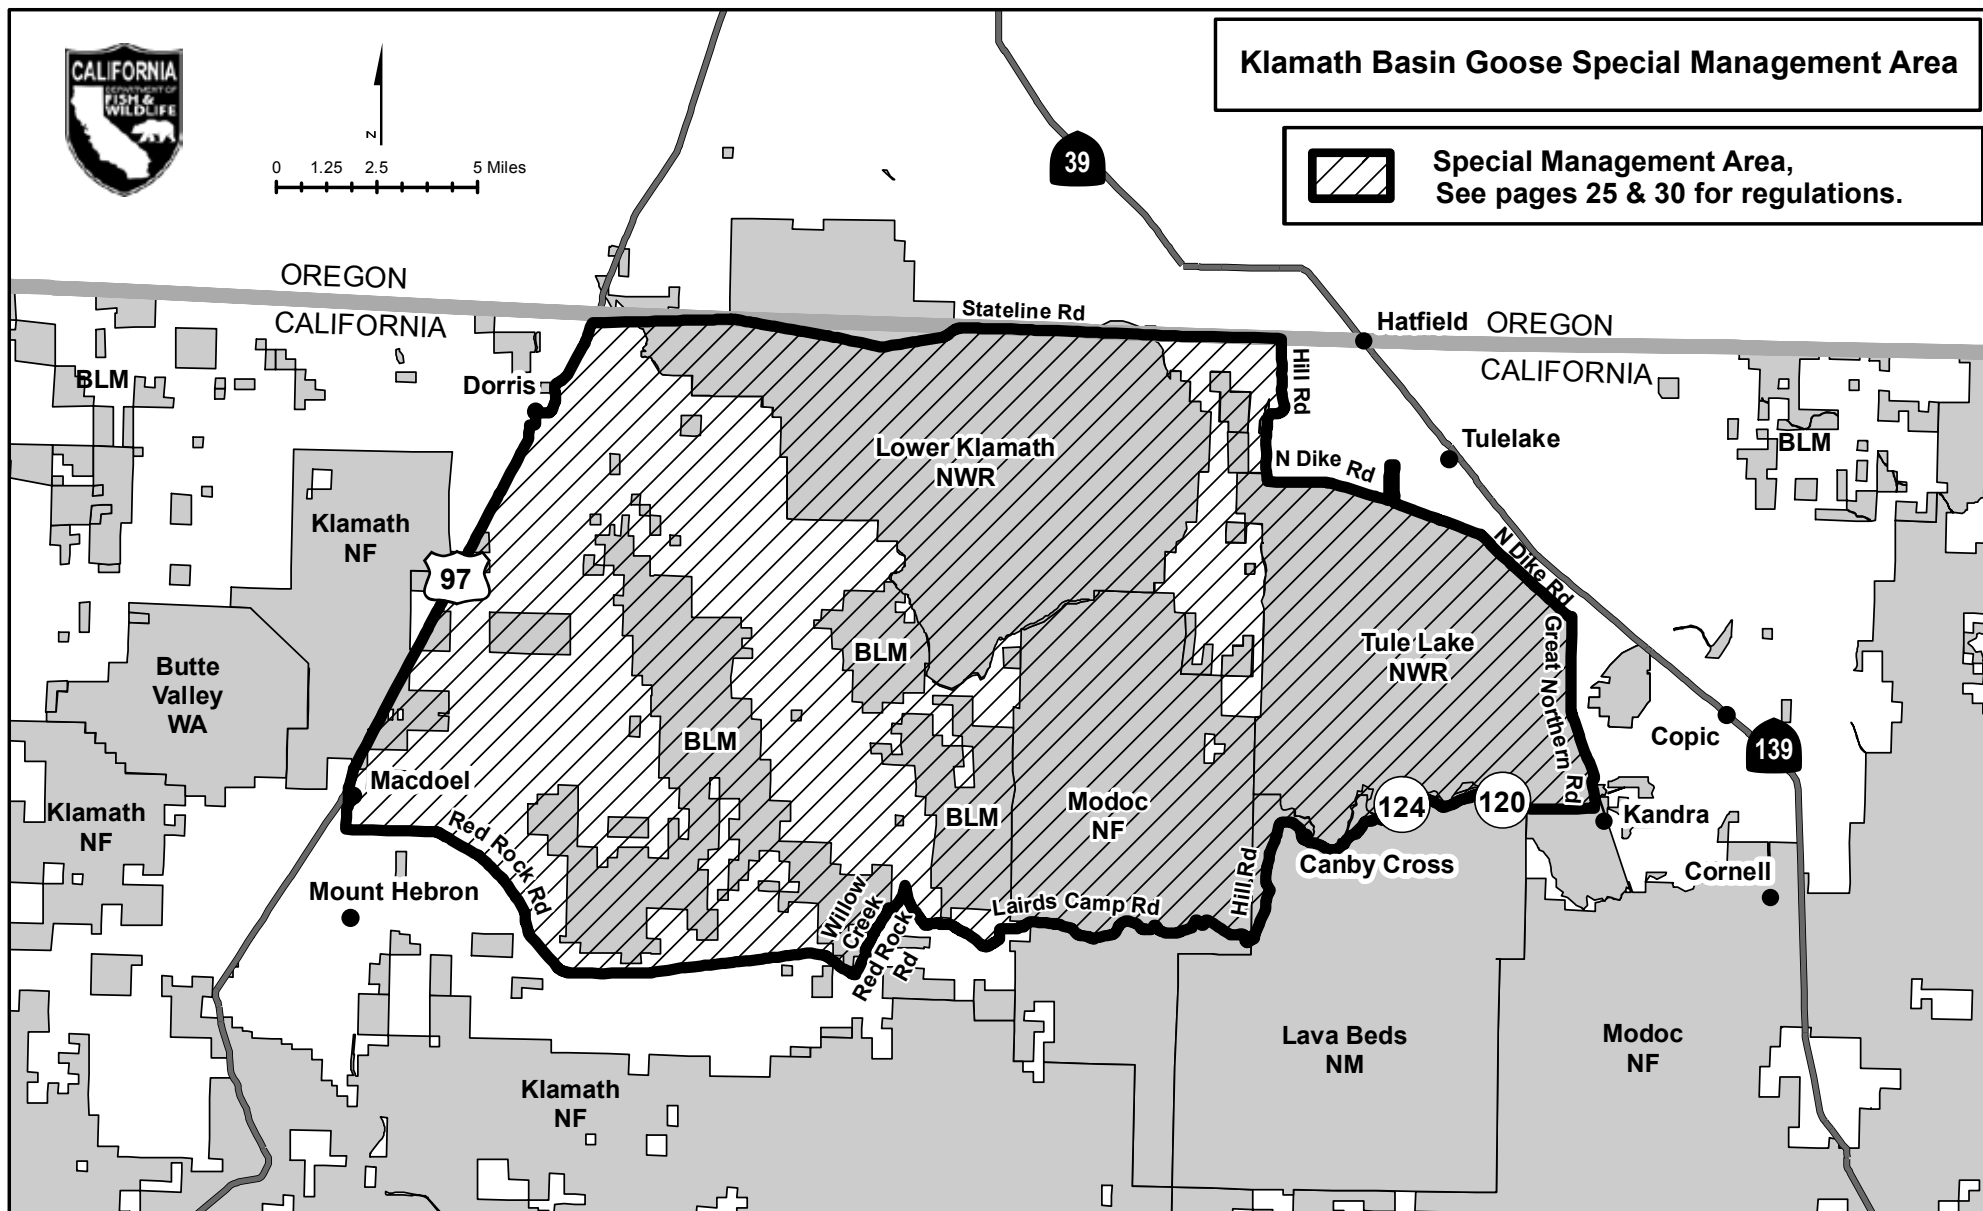 CALIFORNIA
DEPARTMENT OF
FISH &
WILDLIFE
N
0 1.25 2.5 5 Miles
Klamath Basin Goose Special Management Area
Special Management Area,
See pages 25 & 30 for regulations.
39
OREGON
CALIFORNIA
Stateline Rd
Hatfield
OREGON
CALIFORNIA
BLM
Dorris
Hill Rd
Tulelake
BLM
Lower Klamath
NWR
N Dike Rd
Klamath
NF
97
N Dike Rd
Butte
Valley
WA
BLM
Tule Lake
NWR
Great Northern Rd
BLM
Copic
139
Macdoel
Klamath
NF
Red Rock Rd
BLM
Modoc
NF
124
120
Kandra
Canby Cross
Cornell
Mount Hebron
Willow
Creek
Red Rock
Rd
Lairds Camp Rd
Hill Rd
Lava Beds
NM
Modoc
NF
Klamath
NF